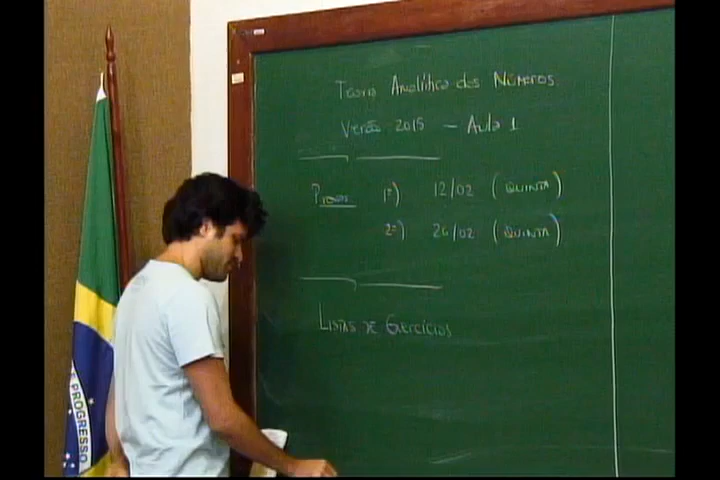 Teoria Analítica dos Números
Verão 2015 — Aula 1
Provas 1ª) 12/02 (QUINTA)
2ª) 26/02 (QUINTA)
LISTAS DE EXERCÍCIOS
E PROGRESSO